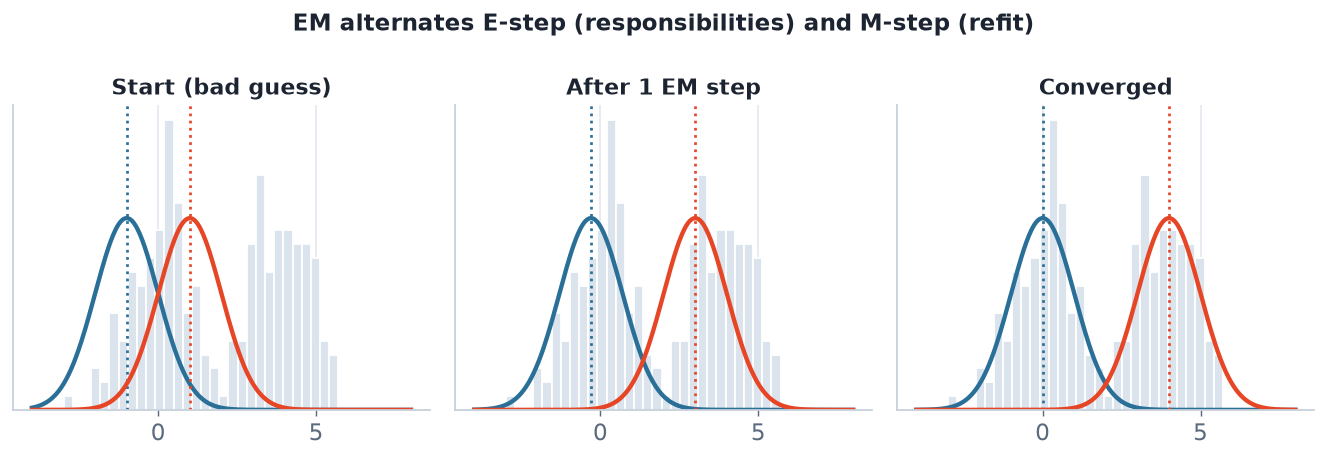 EM alternates E-step (responsibilities) and M-step (refit)
Start (bad guess)
After 1 EM step
Converged
0 5
0 5
0 5